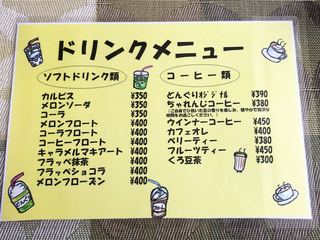 ドリンクメニュー
ソフトドリンク類
カルピス ¥350
メロンソーダ ¥350
コーラ ¥350
メロンフロート ¥400
コーラフロート ¥400
コーヒーフロート ¥400
キャラメルマキアート ¥400
フラッペ抹茶 ¥400
フラッペショコラ ¥400
メロンフローズン ¥400
コーヒー類
どんぐりオリジナル ¥390
ちゃれんじコーヒー ¥380
ウインナーコーヒー ¥450
カフェオレ ¥400
ベリーティー ¥380
フルーツティー ¥450
くろ豆茶 ¥300